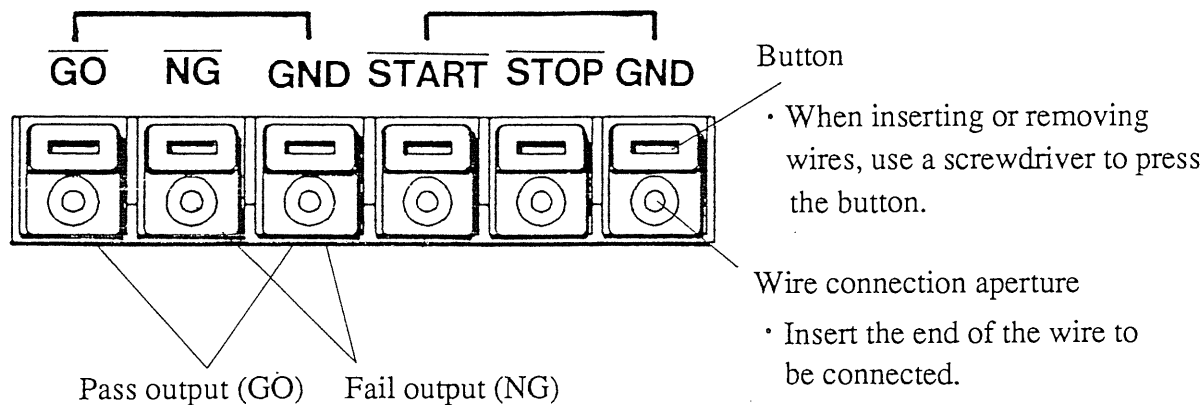 GO NG GND START STOP GND
Button
· When inserting or removing
wires, use a screwdriver to press
the button.
Wire connection aperture
· Insert the end of the wire to
be connected.
Pass output (GO) Fail output (NG)